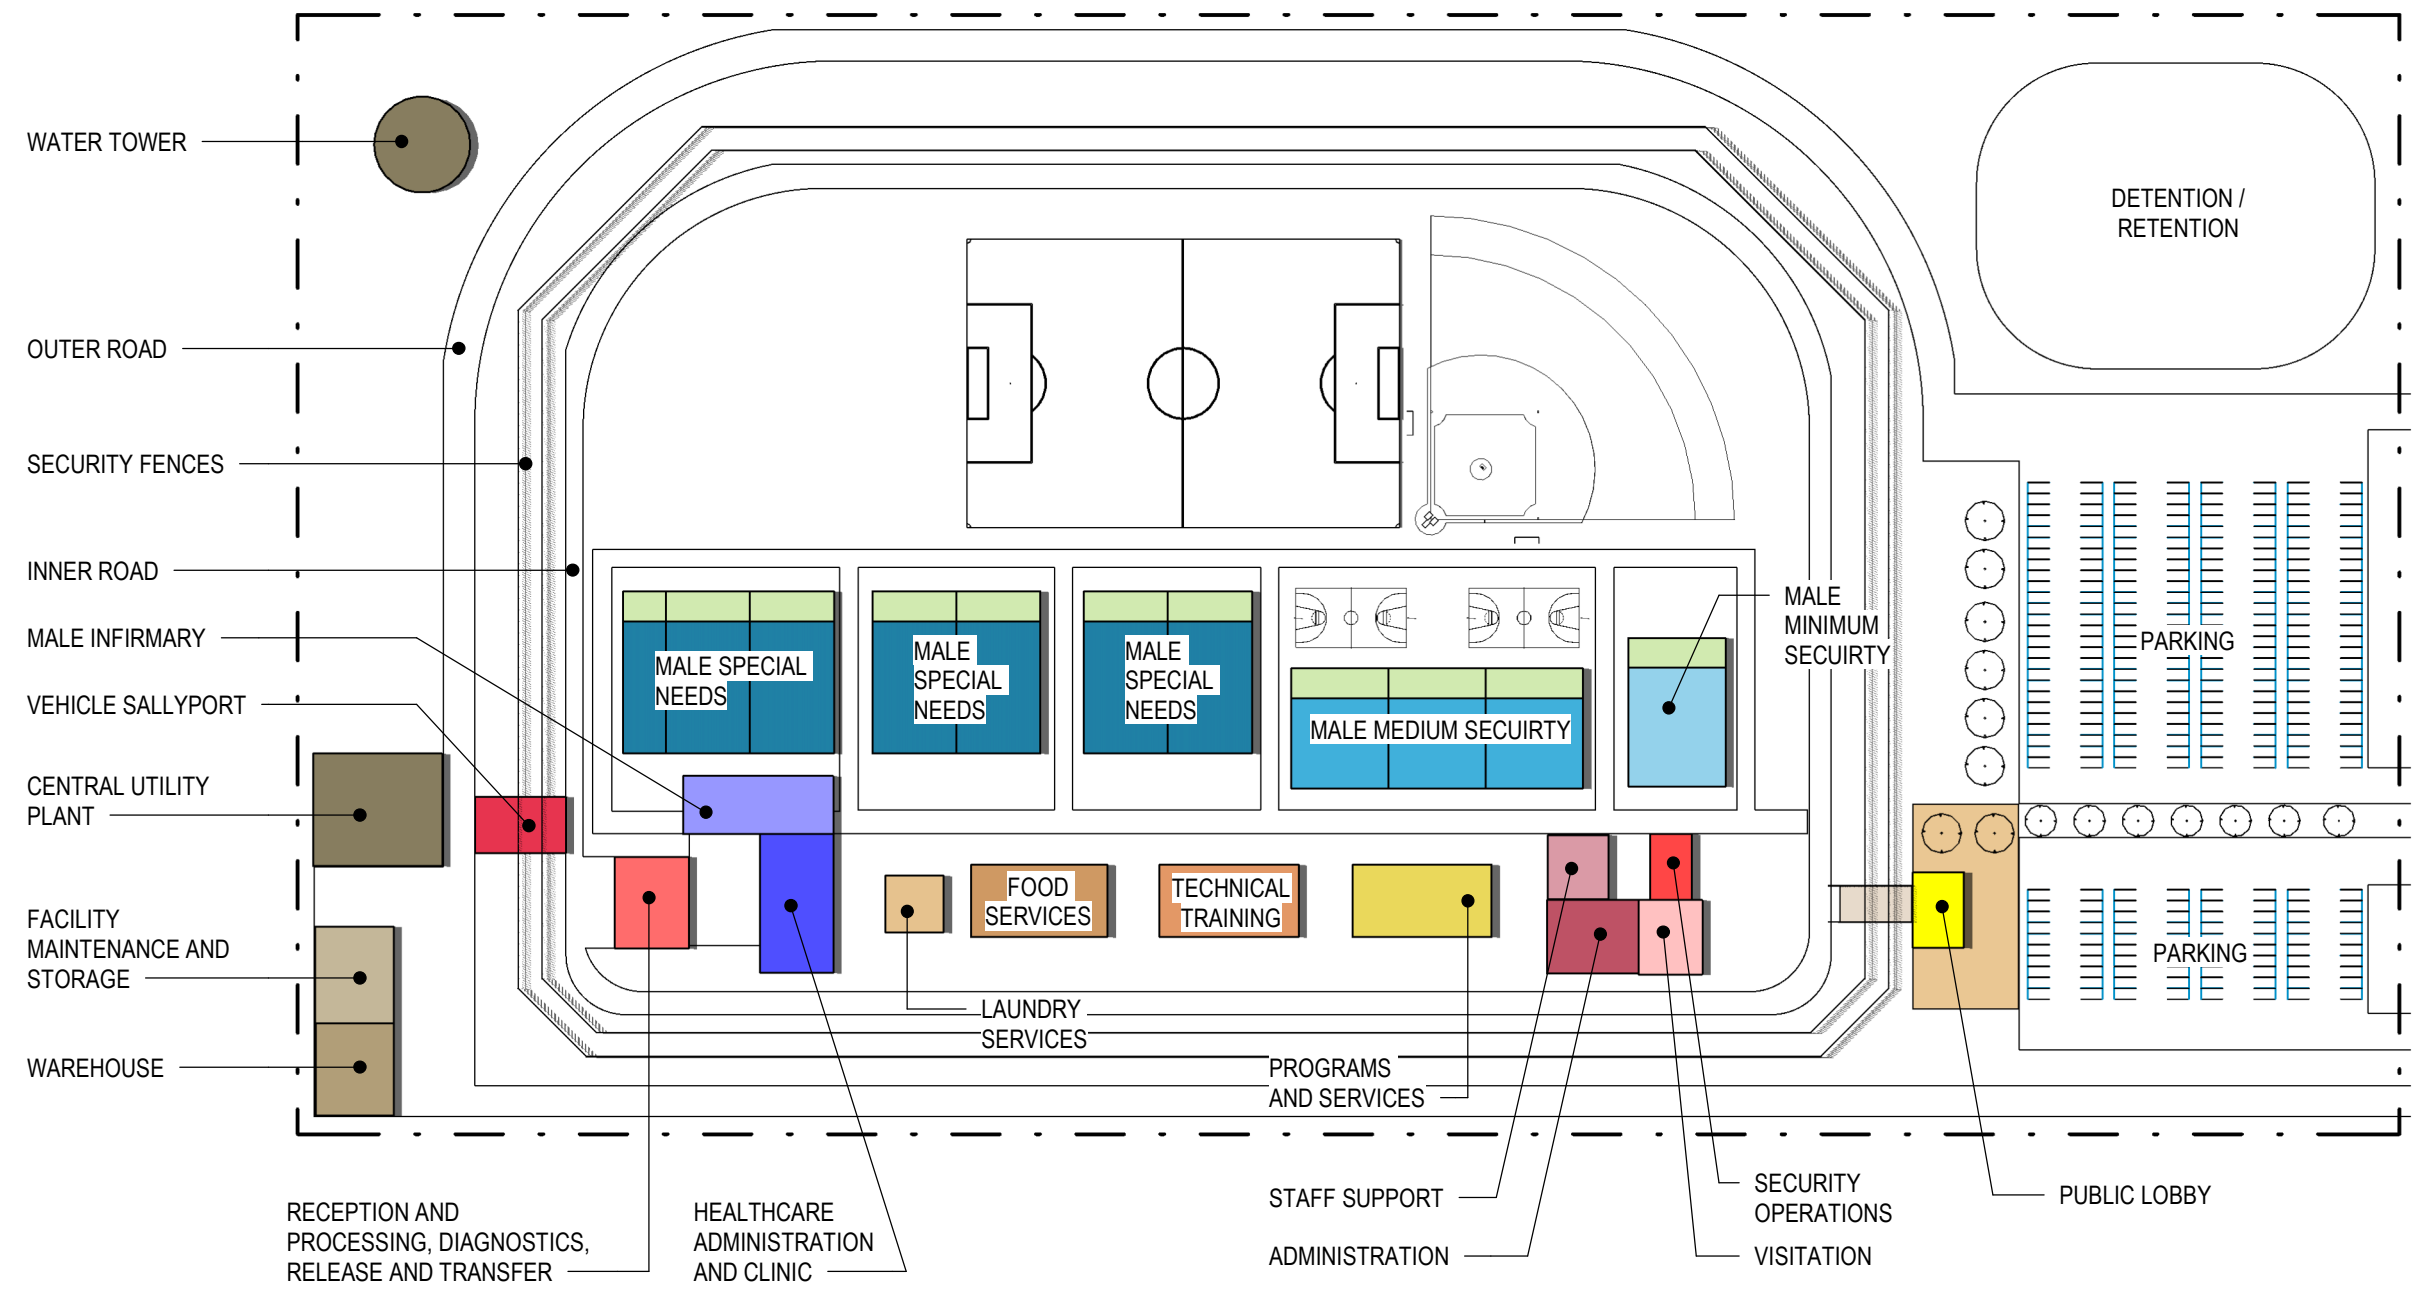 WATER TOWER
DETENTION /
RETENTION
OUTER ROAD
SECURITY FENCES
INNER ROAD
MALE INFIRMARY
VEHICLE SALLYPORT
CENTRAL UTILITY
PLANT
FACILITY
MAINTENANCE AND
STORAGE
WAREHOUSE
MALE SPECIAL
NEEDS
MALE
SPECIAL
NEEDS
MALE
SPECIAL
NEEDS
MALE MEDIUM SECUIRTY
MALE
MINIMUM
SECUIRTY
PARKING
FOOD
SERVICES
TECHNICAL
TRAINING
PARKING
LAUNDRY
SERVICES
PROGRAMS
AND SERVICES
RECEPTION AND
PROCESSING, DIAGNOSTICS,
RELEASE AND TRANSFER
HEALTHCARE
ADMINISTRATION
AND CLINIC
STAFF SUPPORT
ADMINISTRATION
SECURITY
OPERATIONS
VISITATION
PUBLIC LOBBY